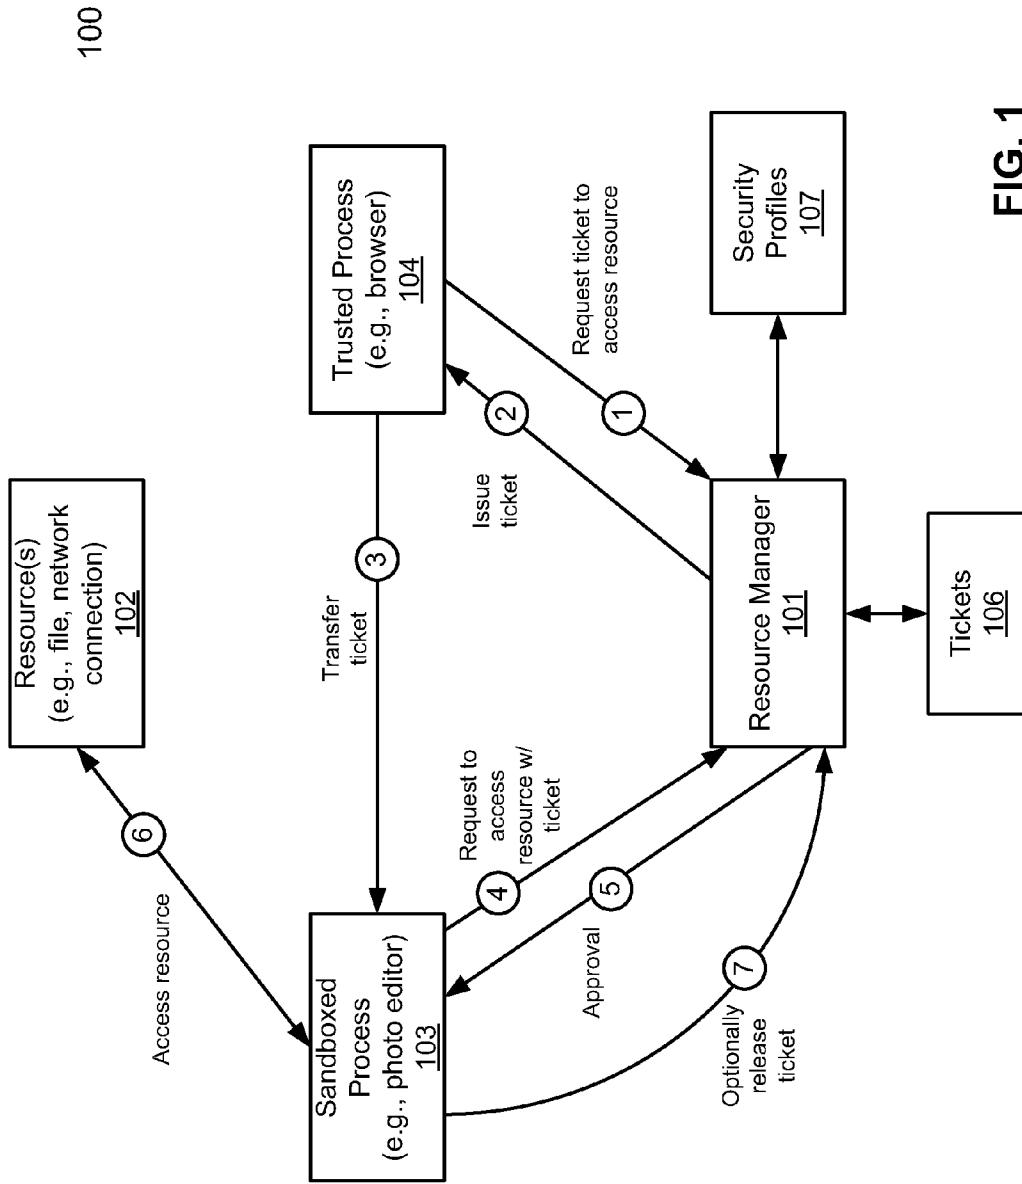 100
Resource(s)
(e.g., file, network
connection)
102
Access resource
6
Sandboxed
Process
(e.g., photo editor)
103
Transfer
ticket
3
Trusted Process
(e.g., browser)
104
Request to
access
resource w/
ticket
4
Approval
5
Optionally
release
ticket
7
Issue
ticket
2
Request ticket to
access resource
1
Resource Manager
101
Security
Profiles
107
Tickets
106
FIG. 1